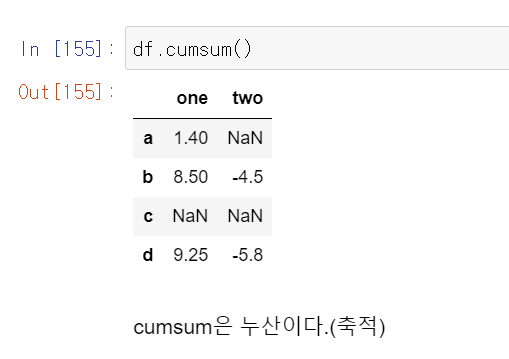 In [155]: df.cumsum()
Out[155]:
one two
a 1.40 NaN
b 8.50 -4.5
c NaN NaN
d 9.25 -5.8
cumsum은 누산이다.(축적)